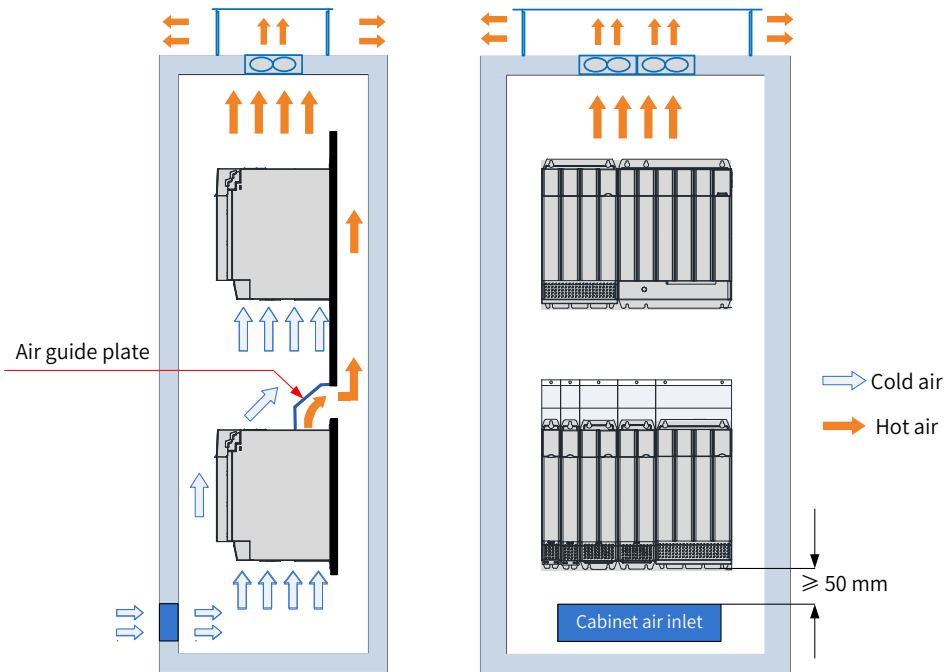 Air guide plate
Cold air
Hot air
⩾ 50 mm
Cabinet air inlet